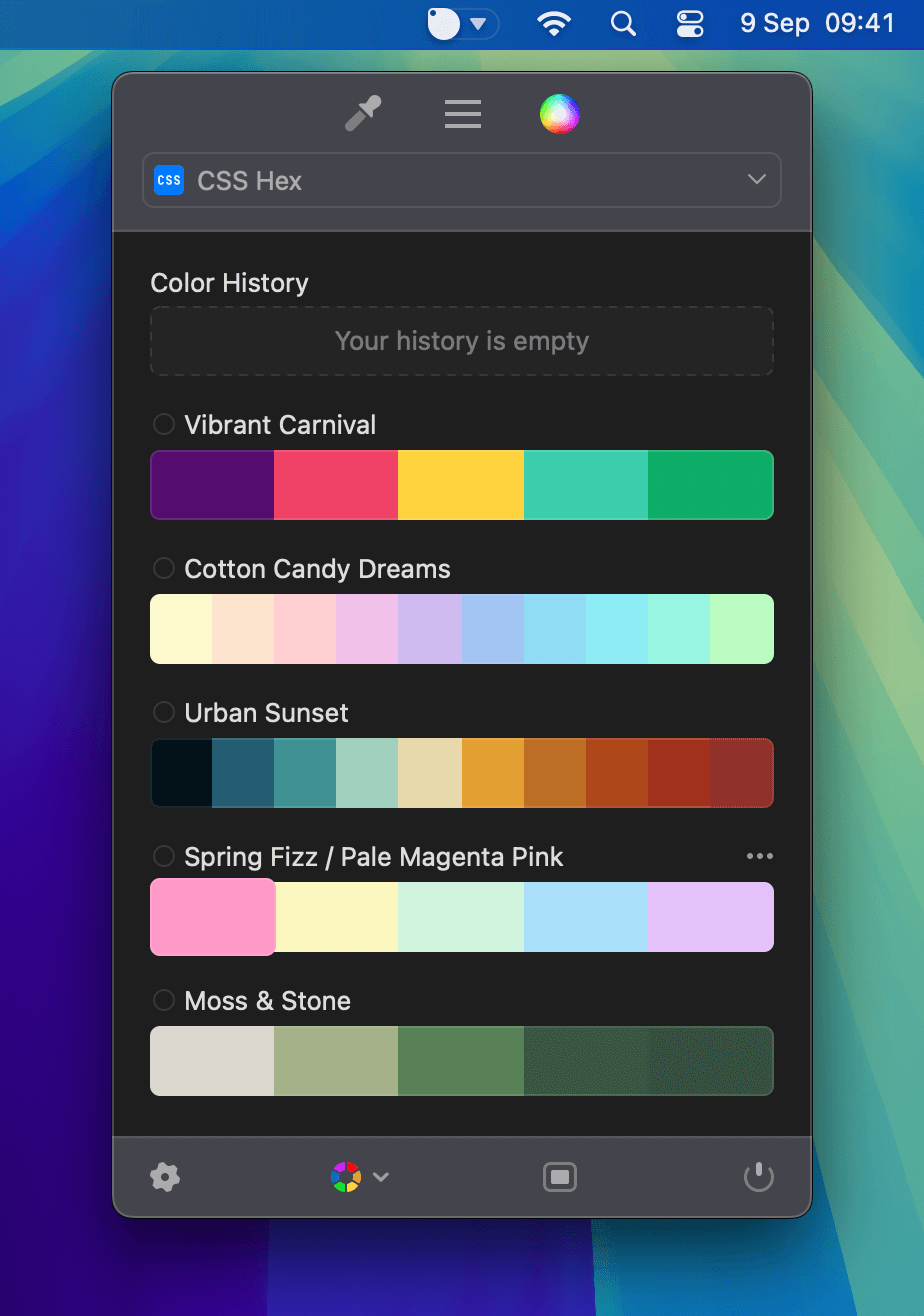 9 Sep 09:41
CSS CSS Hex
Color History
Your history is empty
Vibrant Carnival
Cotton Candy Dreams
Urban Sunset
Spring Fizz / Pale Magenta Pink
Moss & Stone